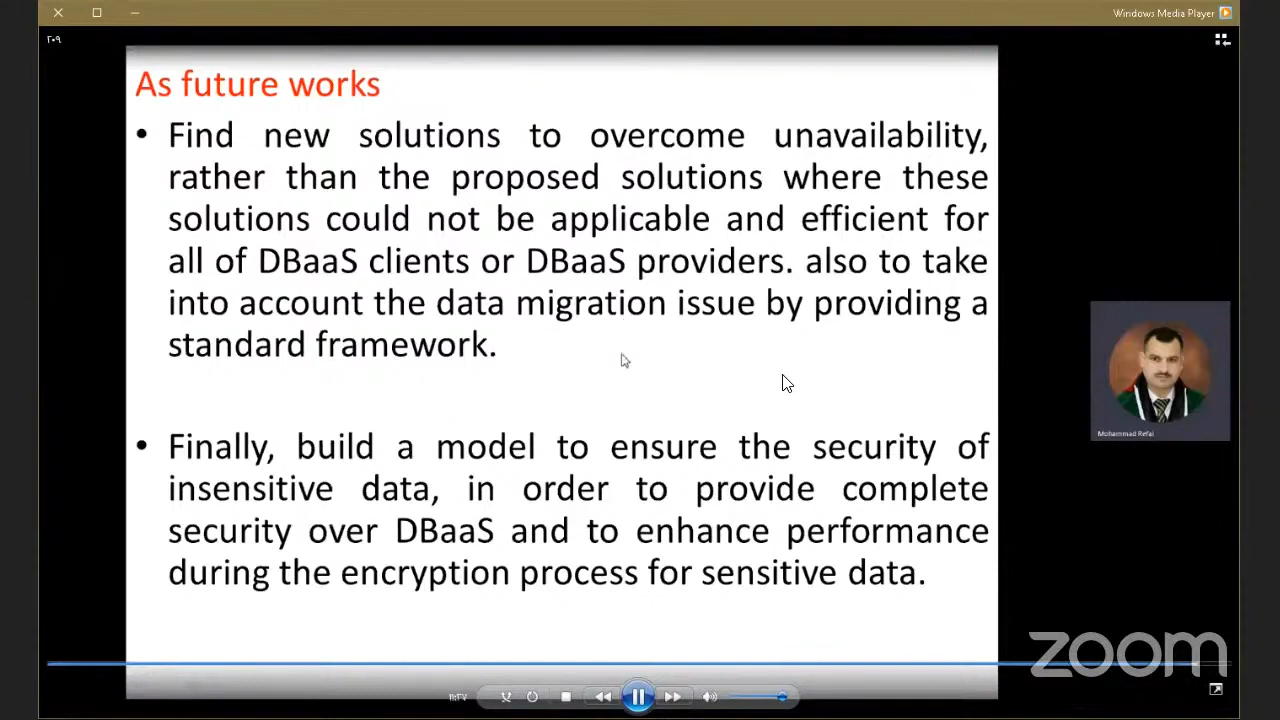 Windows Media Player
٢٠٩
As future works
• Find new solutions to overcome unavailability,
rather than the proposed solutions where these
solutions could not be applicable and efficient for
all of DBaaS clients or DBaaS providers. also to take
into account the data migration issue by providing a
standard framework.
Mohammad Refai
• Finally, build a model to ensure the security of
insensitive data, in order to provide complete
security over DBaaS and to enhance performance
during the encryption process for sensitive data.
zoom
١١:٢٧